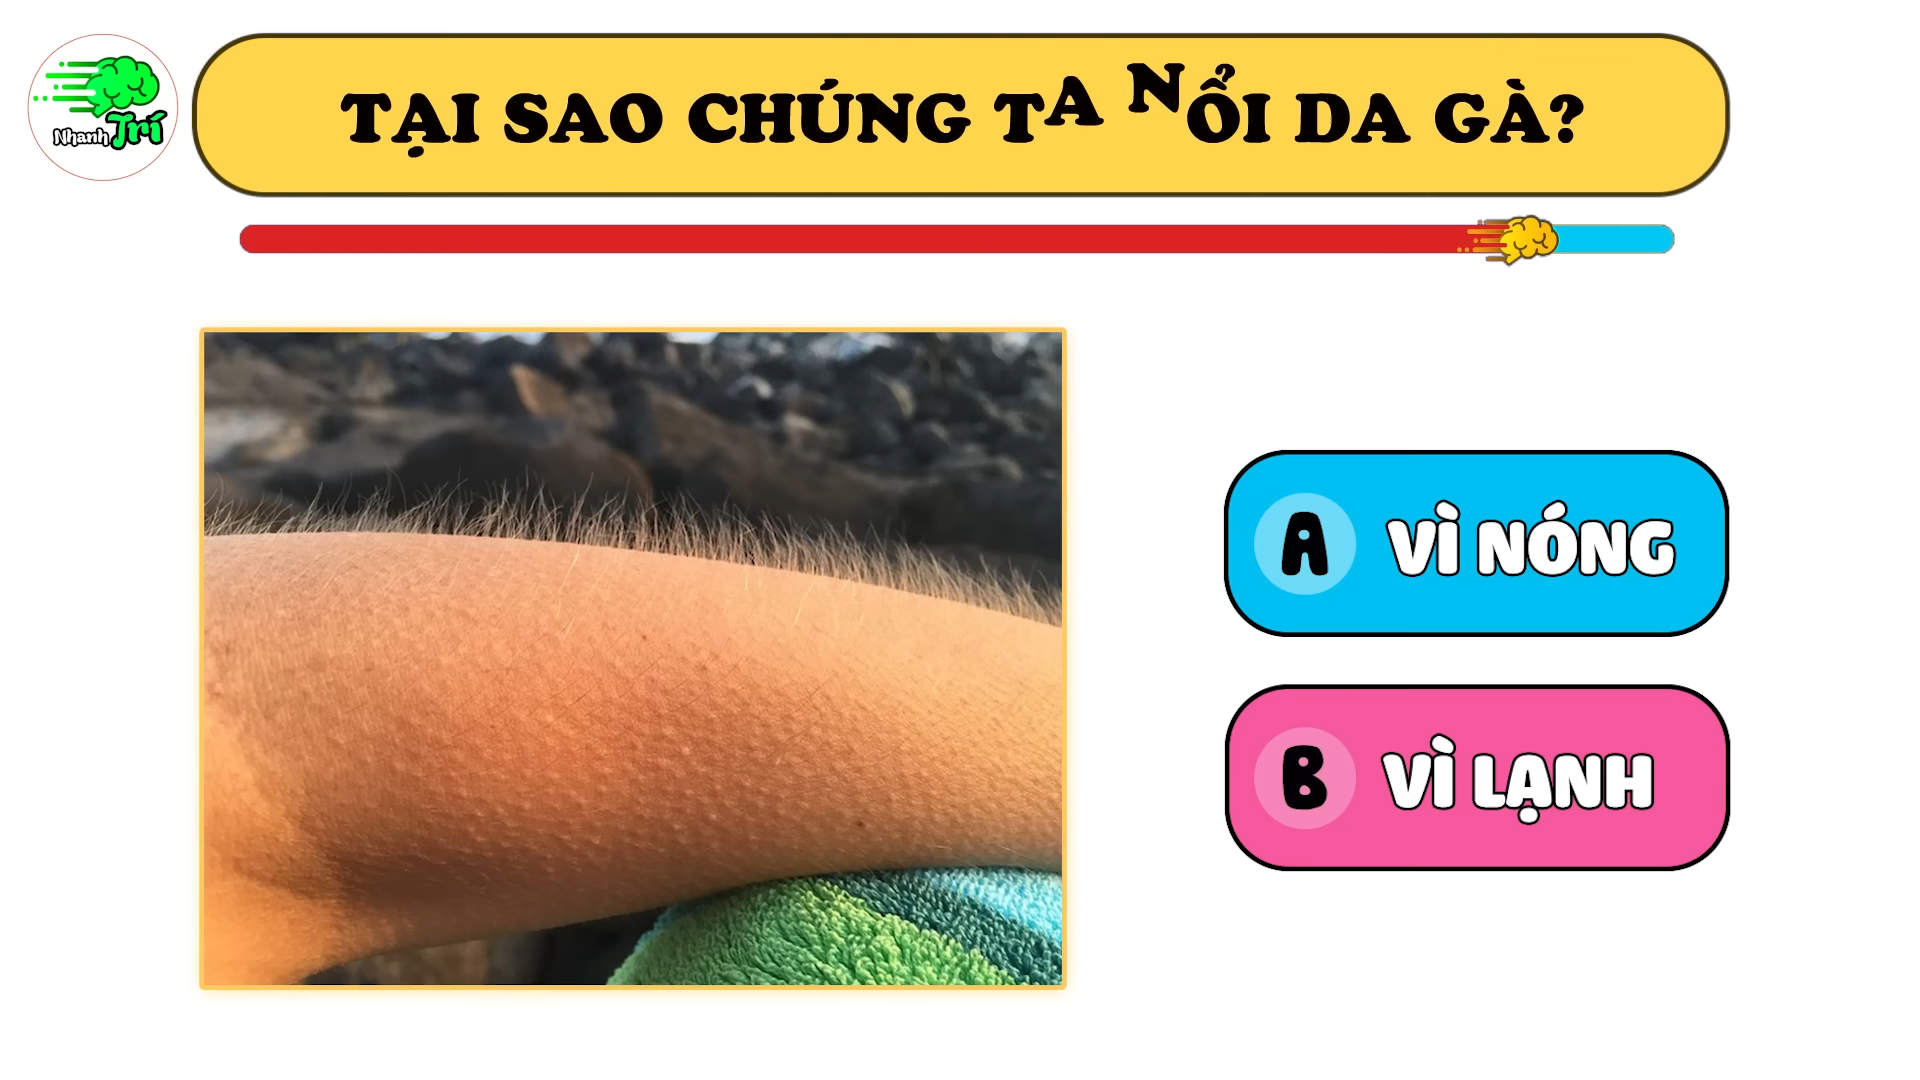 Nhanh Trí
TẠI SAO CHÚNG TA NỔI DA GÀ?
A VÌ NÓNG
B VÌ LẠNH